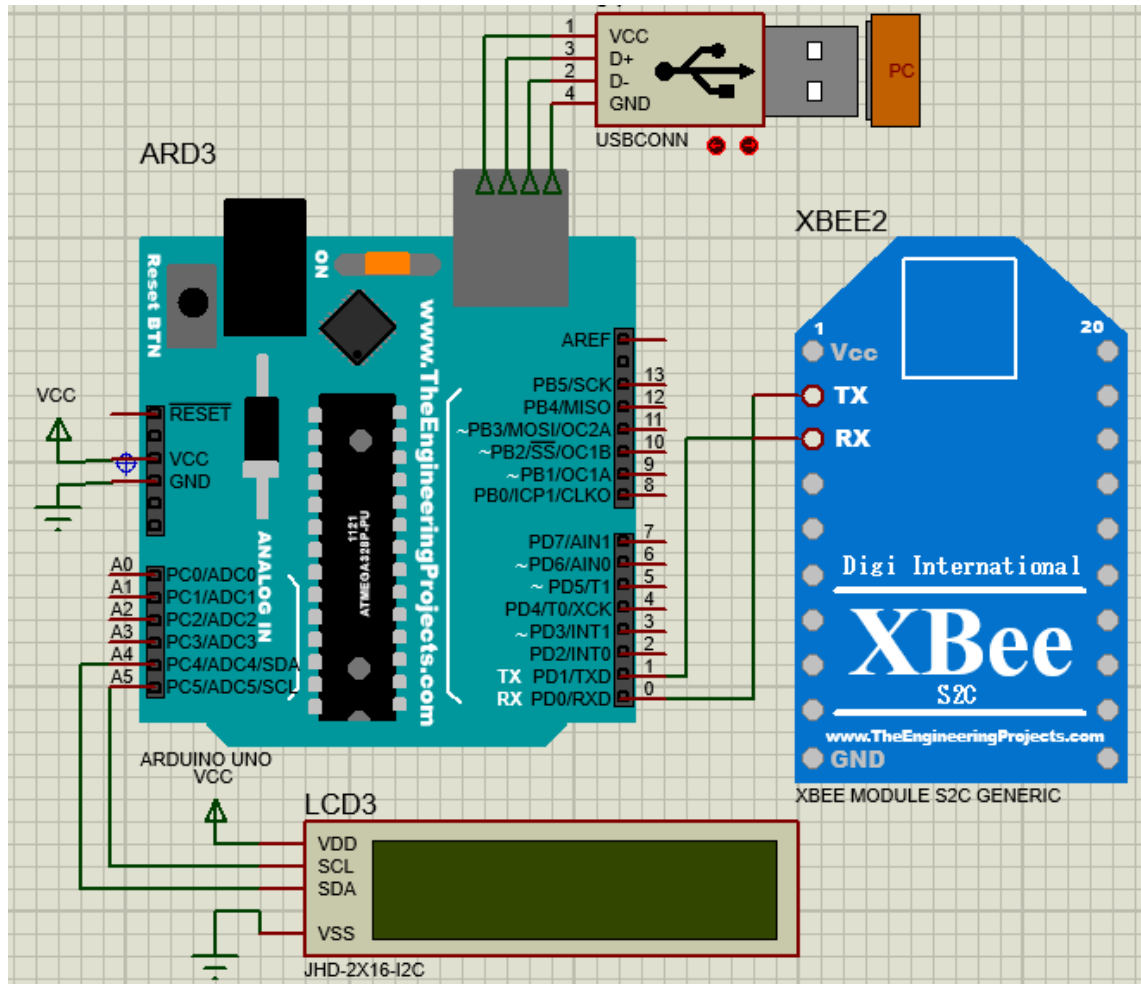 1
VCC
3
D+
2
D-
4
GND
USBCONN
PC
ARD3
XBEE2
Reset BTN
ON
www.TheEngineeringProjects.com
AREF
PB5/SCK 13
PB4/MISO 12
~PB3/MOSI/OC2A 11
~PB2/SS/OC1B 10
~PB1/OC1A 9
PB0/ICP1/CLKO 8
PD7/AIN1 7
~PD6/AIN0 6
~PD5/T1 5
PD4/T0/XCK 4
~PD3/INT1 3
PD2/INT0 2
TX PD1/TXD 1
RX PD0/RXD 0
VCC
RESET
VCC
GND
ANALOG IN
1121
ATMEGA328P-PU
A0 PC0/ADC0
A1 PC1/ADC1
A2 PC2/ADC2
A3 PC3/ADC3
A4 PC4/ADC4/SDA
A5 PC5/ADC5/SCL
ARDUINO UNO
1 20
Vcc
TX
RX
Digi International
XBee
S2C
www.TheEngineeringProjects.com
GND
XBEE MODULE S2C GENERIC
VCC
LCD3
VDD
SCL
SDA
VSS
JHD-2X16-I2C